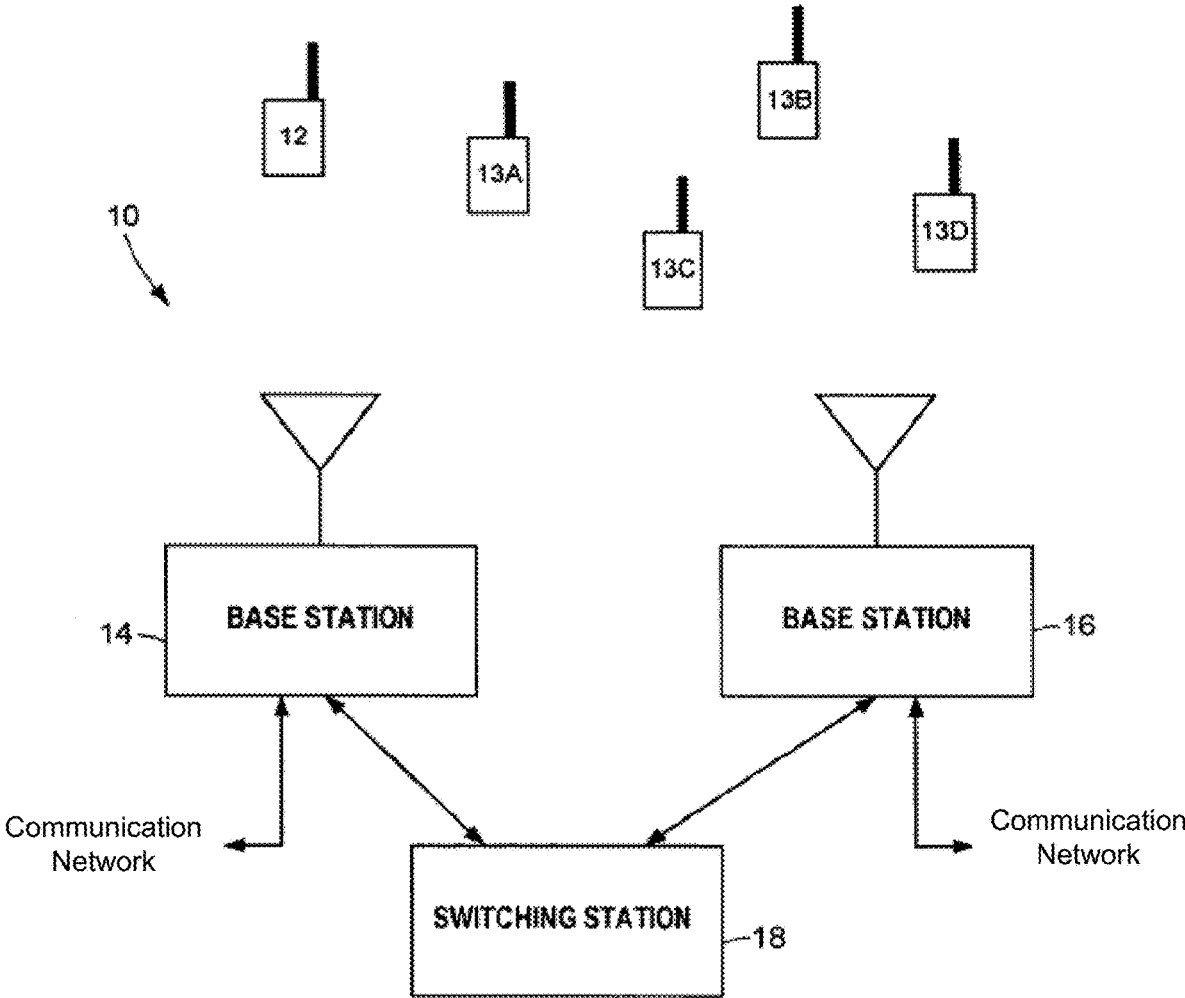 12
13A
13B
13C
13D
10
BASE STATION
14
BASE STATION
16
Communication
Network
Communication
Network
SWITCHING STATION
18